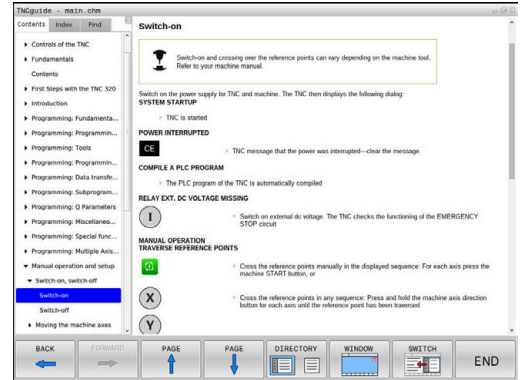 TNCguide - main.chm
Contents Index Find
Controls of the TNC
Fundamentals
Contents
First Steps with the TNC 320
Introduction
Programming: Fundamenta...
Programming: Programmin...
Programming: Tools
Programming: Programmin...
Programming: Data transfe...
Programming: Subprogram...
Programming: Q Parameters
Programming: Miscellaneo...
Programming: Special func...
Programming: Multiple Axis...
Manual operation and setup
Switch-on, switch-off
Switch-on
Switch-off
Moving the machine axes
Switch-on
Switch-on and crossing over the reference points can vary depending on the machine tool.
Refer to your machine manual.
Switch on the power supply for TNC and machine. The TNC then displays the following dialog:
SYSTEM STARTUP
TNC is started
POWER INTERRUPTED
CE
TNC message that the power was interrupted—clear the message
COMPILE A PLC PROGRAM
The PLC program of the TNC is automatically compiled
RELAY EXT. DC VOLTAGE MISSING
I
Switch on external dc voltage. The TNC checks the functioning of the EMERGENCY
STOP circuit
MANUAL OPERATION
TRAVERSE REFERENCE POINTS
Cross the reference points manually in the displayed sequence: For each axis press the
machine START button, or
X
Cross the reference points in any sequence: Press and hold the machine axis direction
button for each axis until the reference point has been traversed
Y
BACK FORWARD PAGE PAGE DIRECTORY WINDOW SWITCH END